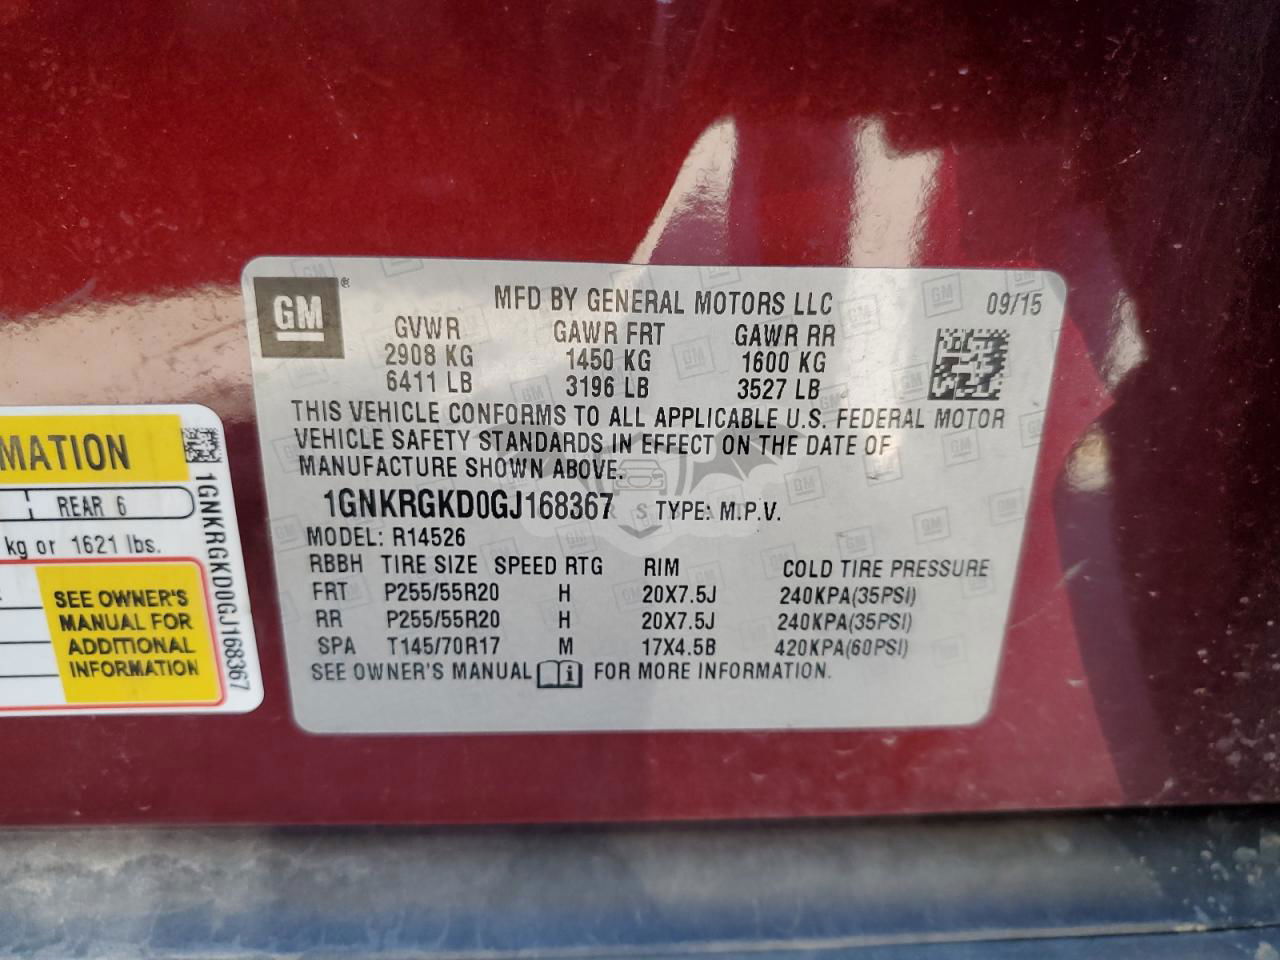 GM ®
MFD BY GENERAL MOTORS LLC 09/15
GVWR GAWR FRT GAWR RR
2908 KG 1450 KG 1600 KG
6411 LB 3196 LB 3527 LB
THIS VEHICLE CONFORMS TO ALL APPLICABLE U.S. FEDERAL MOTOR
VEHICLE SAFETY STANDARDS IN EFFECT ON THE DATE OF
MANUFACTURE SHOWN ABOVE.
1GNKRGKD0GJ168367 TYPE: M.P.V.
MODEL: R14526
RBBH TIRE SIZE SPEED RTG RIM COLD TIRE PRESSURE
FRT P255/55R20 H 20X7.5J 240KPA(35PSI)
RR P255/55R20 H 20X7.5J 240KPA(35PSI)
SPA T145/70R17 M 17X4.5B 420KPA(60PSI)
SEE OWNER'S MANUAL i FOR MORE INFORMATION.
MATION
REAR 6
kg or 1621 lbs.
SEE OWNER'S
MANUAL FOR
ADDITIONAL
INFORMATION
1GNKRGKD0GJ168367